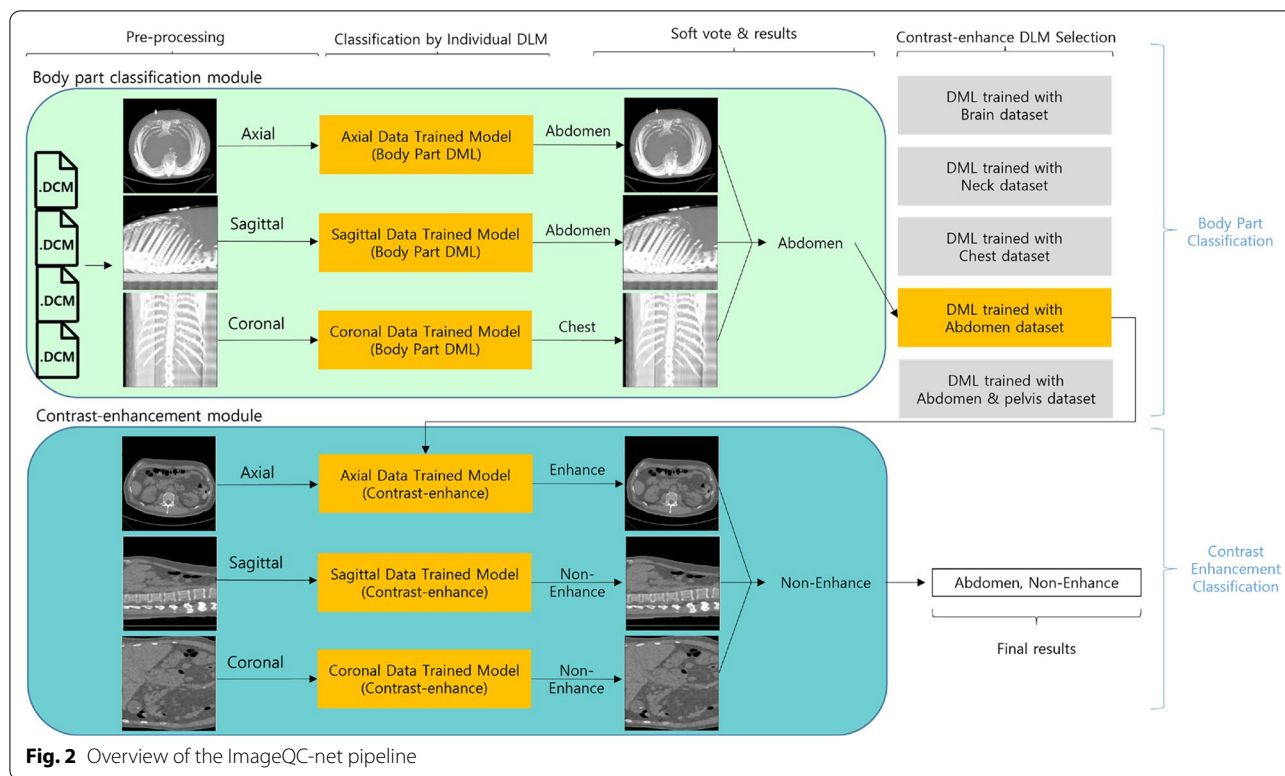 Pre-processing
Classification by Individual DLM
Soft vote & results
Contrast-enhance DLM Selection
Body part classification module
.DCM
.DCM
.DCM
.DCM
Axial
Axial Data Trained Model
(Body Part DML)
Abdomen
Sagittal
Sagittal Data Trained Model
(Body Part DML)
Abdomen
Coronal
Coronal Data Trained Model
(Body Part DML)
Chest
Abdomen
DML trained with
Brain dataset
DML trained with
Neck dataset
DML trained with
Chest dataset
DML trained with
Abdomen dataset
DML trained with
Abdomen & pelvis dataset
Body Part
Classification
Contrast-enhancement module
Axial
Axial Data Trained Model
(Contrast-enhance)
Enhance
Sagittal
Sagittal Data Trained Model
(Contrast-enhance)
Non-
Enhance
Coronal
Coronal Data Trained Model
(Contrast-enhance)
Non-
Enhance
Non-Enhance
Abdomen, Non-Enhance
Final results
Contrast
Enhancement
Classification
Fig. 2 Overview of the ImageQC-net pipeline